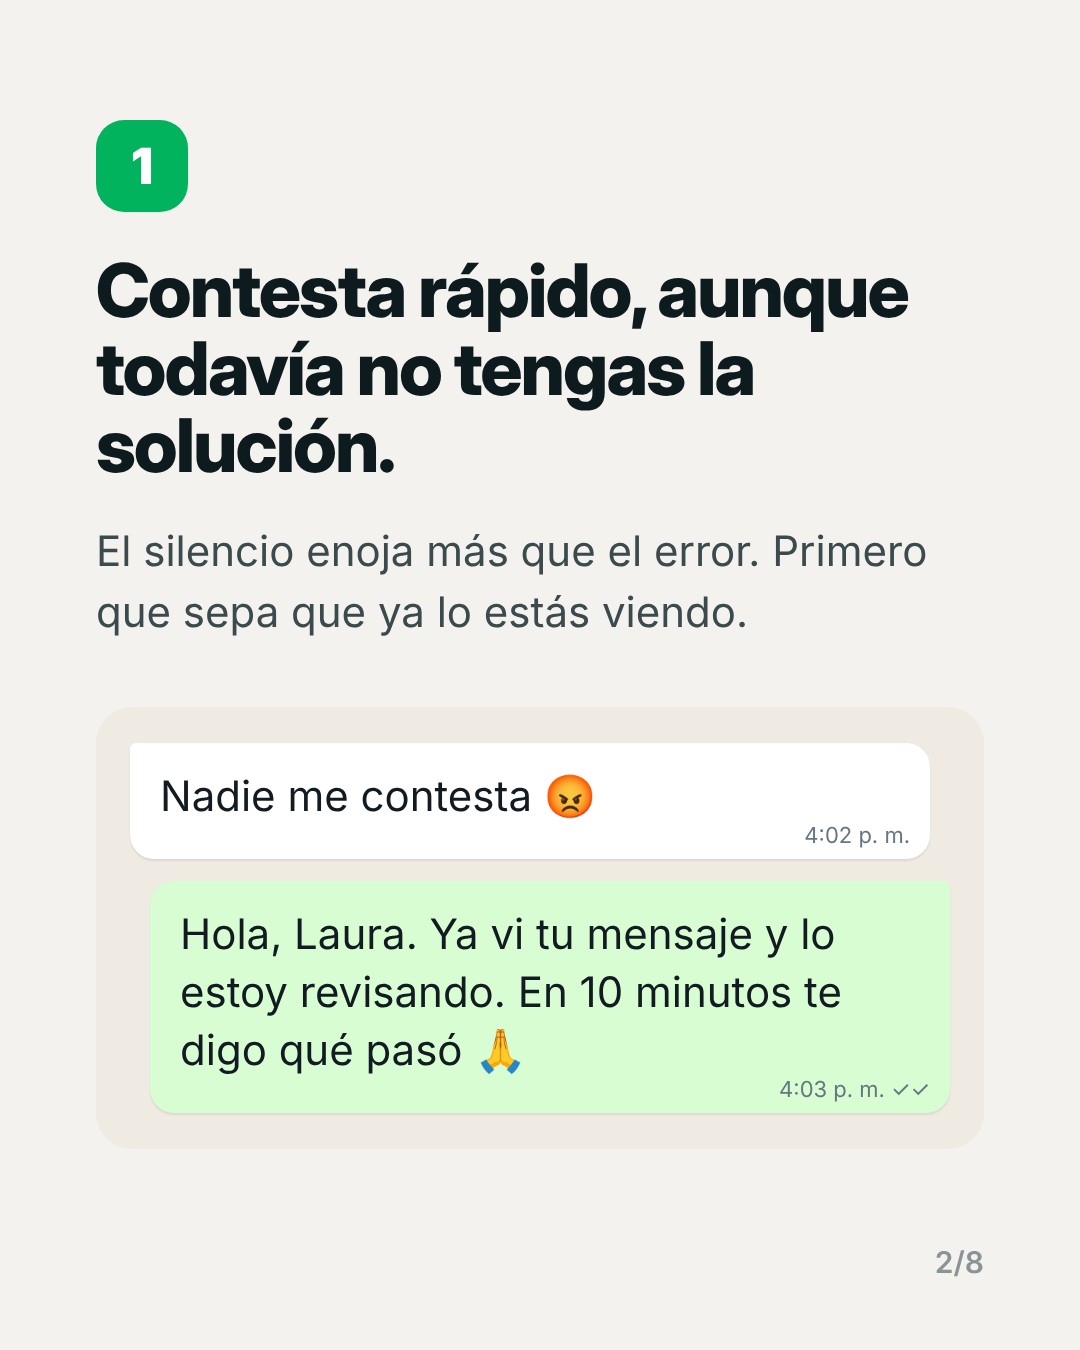 1
Contesta rápido, aunque
todavía no tengas la
solución.
El silencio enoja más que el error. Primero
que sepa que ya lo estás viendo.
Nadie me contesta 😡
4:02 p. m.
Hola, Laura. Ya vi tu mensaje y lo
estoy revisando. En 10 minutos te
digo qué pasó 🙏
4:03 p. m. ✓✓
2/8